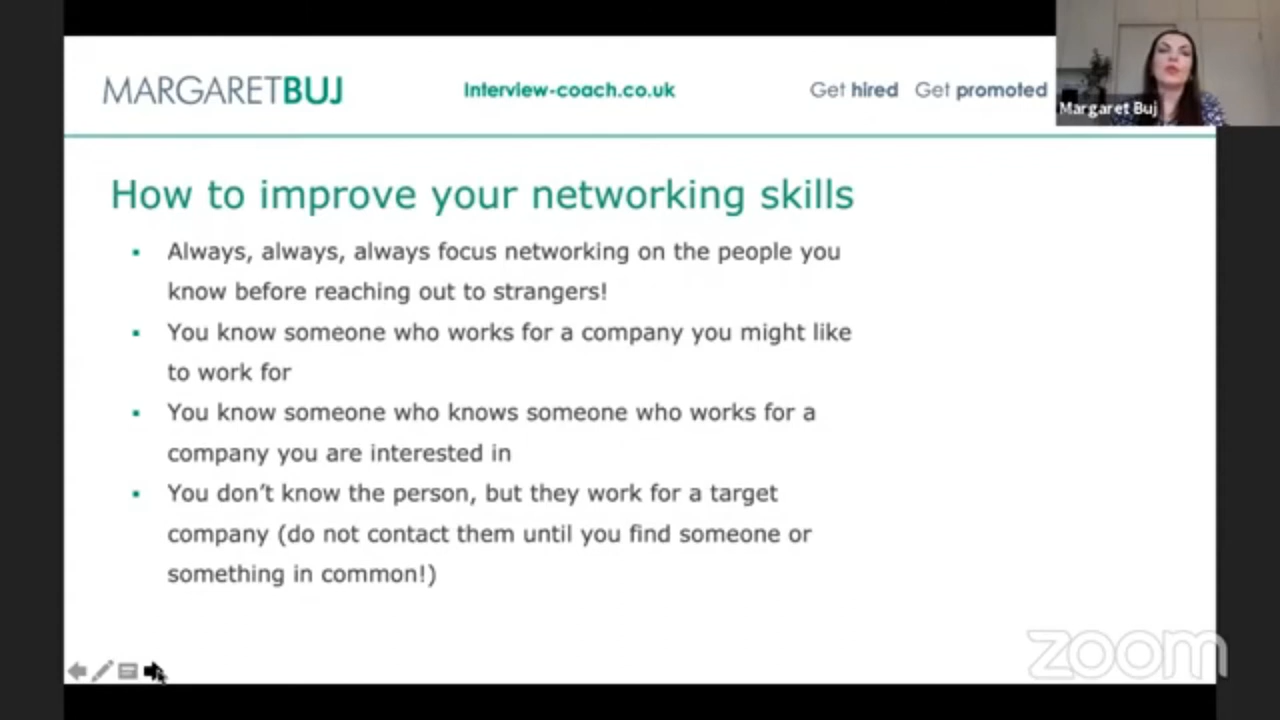 MARGARETBUJ
Interview-coach.co.uk
Get hired Get promoted
Margaret Buj
How to improve your networking skills
Always, always, always focus networking on the people you
know before reaching out to strangers!
You know someone who works for a company you might like
to work for
You know someone who knows someone who works for a
company you are interested in
You don't know the person, but they work for a target
company (do not contact them until you find someone or
something in common!)
zoom